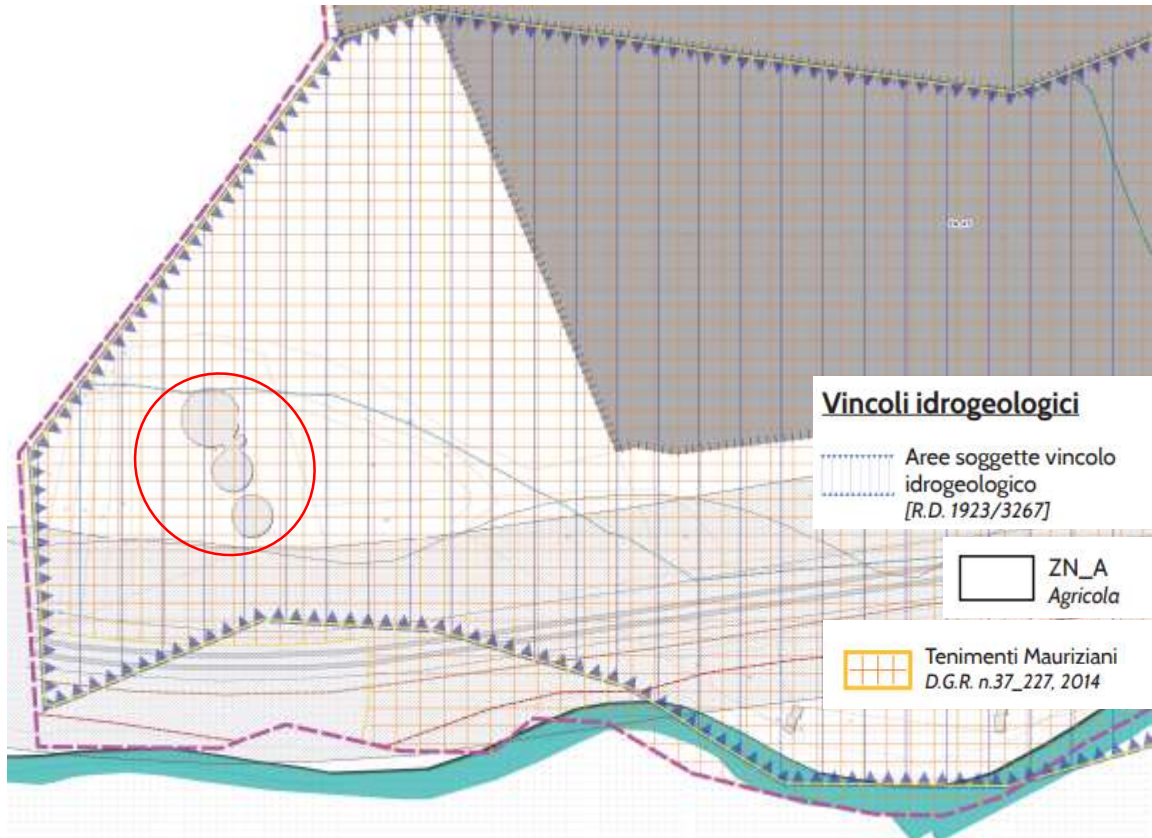 Vincoli idrogeologici
Aree soggette vincolo
idrogeologico
[R.D. 1923/3267]
ZN_A
Agricola
Tenimenti Mauriziani
D.G.R. n.37_227, 2014